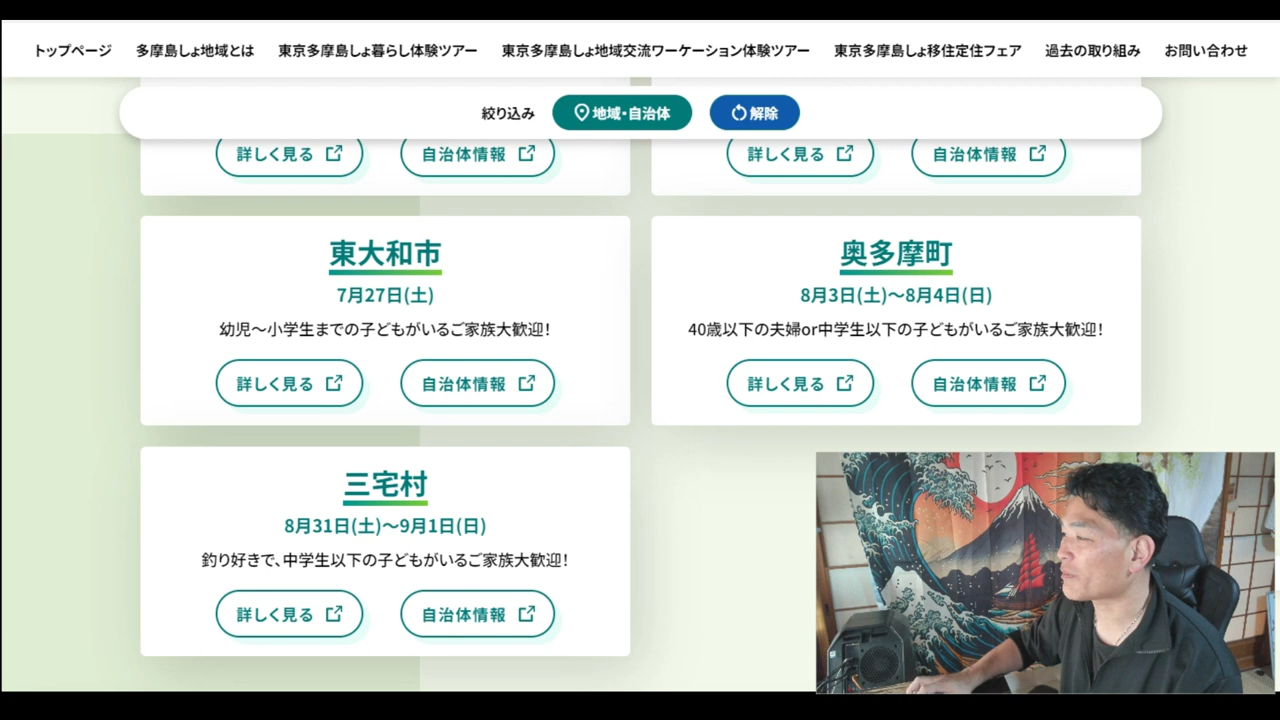 トップページ 多摩島しょ地域とは 東京多摩島しょ暮らし体験ツアー 東京多摩島しょ地域交流ワーケーション体験ツアー 東京多摩島しょ移住定住フェア 過去の取り組み お問い合わせ
絞り込み 地域・自治体 解除
詳しく見る 自治体情報 詳しく見る 自治体情報
東大和市
7月27日(土)
幼児～小学生までの子どもがいるご家族大歓迎！
詳しく見る 自治体情報
奥多摩町
8月3日(土)～8月4日(日)
40歳以下の夫婦or中学生以下の子どもがいるご家族大歓迎！
詳しく見る 自治体情報
三宅村
8月31日(土)～9月1日(日)
釣り好きで、中学生以下の子どもがいるご家族大歓迎！
詳しく見る 自治体情報